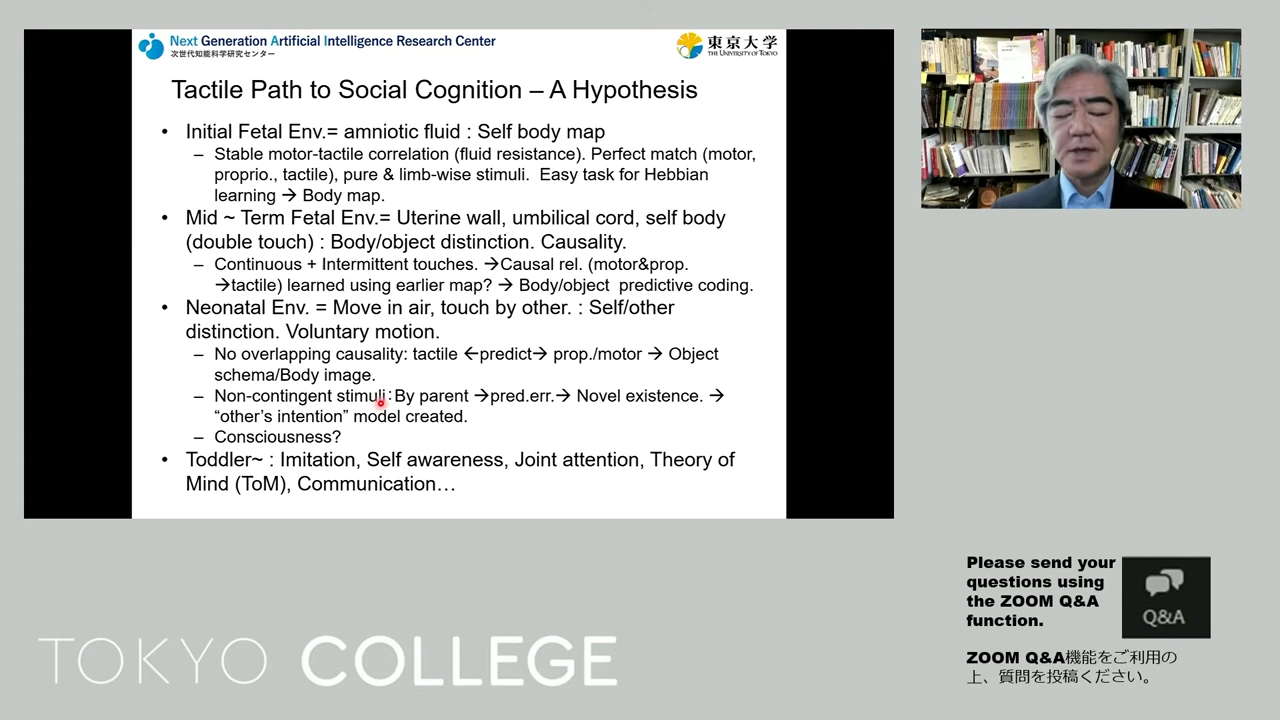 Next Generation Artificial Intelligence Research Center
次世代知能科学研究センター
東京大学
THE UNIVERSITY OF TOKYO
Tactile Path to Social Cognition – A Hypothesis
• Initial Fetal Env.= amniotic fluid : Self body map
– Stable motor-tactile correlation (fluid resistance). Perfect match (motor,
proprio., tactile), pure & limb-wise stimuli. Easy task for Hebbian
learning → Body map.
• Mid ~ Term Fetal Env.= Uterine wall, umbilical cord, self body
(double touch) : Body/object distinction. Causality.
– Continuous + Intermittent touches. →Causal rel. (motor&prop.
→tactile) learned using earlier map? → Body/object predictive coding.
• Neonatal Env. = Move in air, touch by other. : Self/other
distinction. Voluntary motion.
– No overlapping causality: tactile ←predict→ prop./motor → Object
schema/Body image.
– Non-contingent stimuli:By parent →pred.err.→ Novel existence. →
“other’s intention” model created.
– Consciousness?
• Toddler~ : Imitation, Self awareness, Joint attention, Theory of
Mind (ToM), Communication…
Please send your
questions using
the ZOOM Q&A
function.
Q&A
ZOOM Q&A機能をご利用の
上、質問を投稿ください。
TOKYO COLLEGE